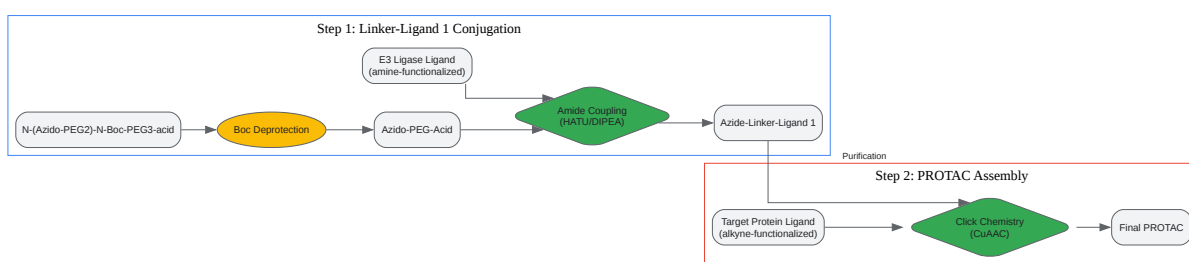 Step 1: Linker-Ligand 1 Conjugation
E3 Ligase Ligand
(amine-functionalized)
N-(Azido-PEG2)-N-Boc-PEG3-acid
Boc Deprotection
Azido-PEG-Acid
Amide Coupling
(HATU/DIPEA)
Azide-Linker-Ligand 1
Purification
Step 2: PROTAC Assembly
Target Protein Ligand
(alkyne-functionalized)
Click Chemistry
(CuAAC)
Final PROTAC